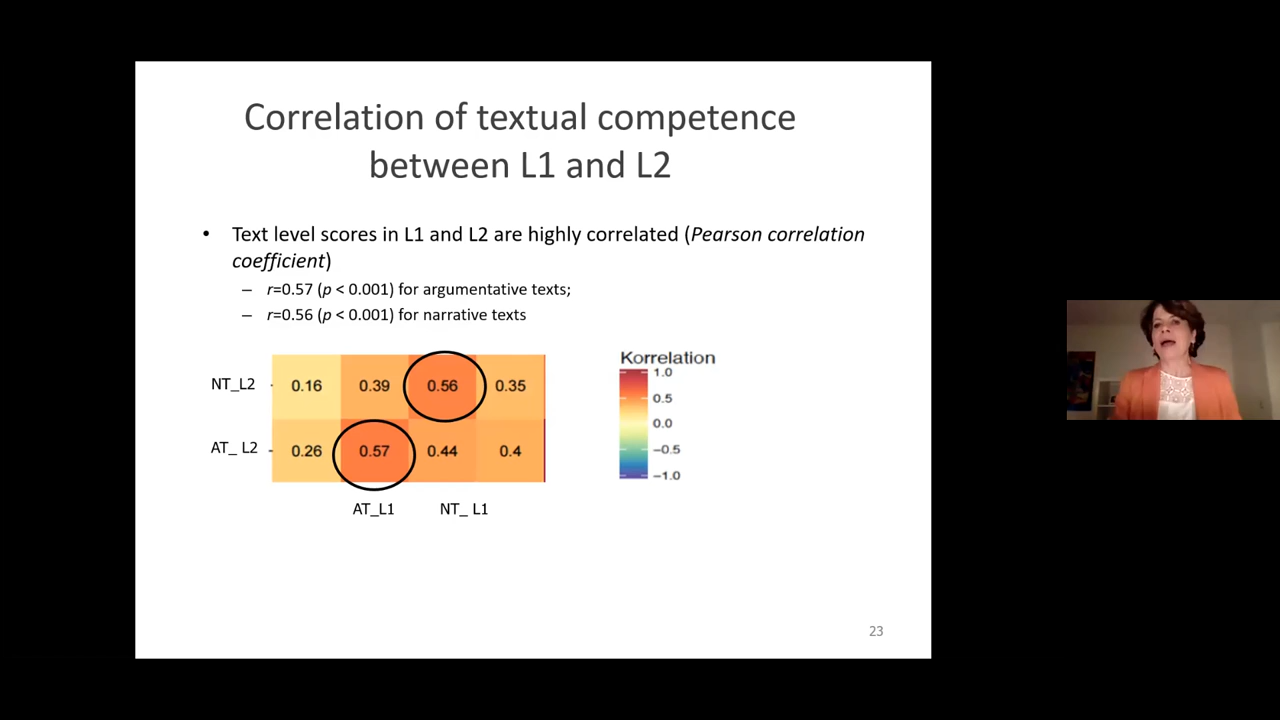 Correlation of textual competence
between L1 and L2
• Text level scores in L1 and L2 are highly correlated (Pearson correlation
coefficient)
– r=0.57 (p < 0.001) for argumentative texts;
– r=0.56 (p < 0.001) for narrative texts
Korrelation
1.0
0.5
0.0
−0.5
−1.0
NT_L2 0.16 0.39 0.56 0.35
AT_ L2 0.26 0.57 0.44 0.4
AT_L1 NT_ L1
23